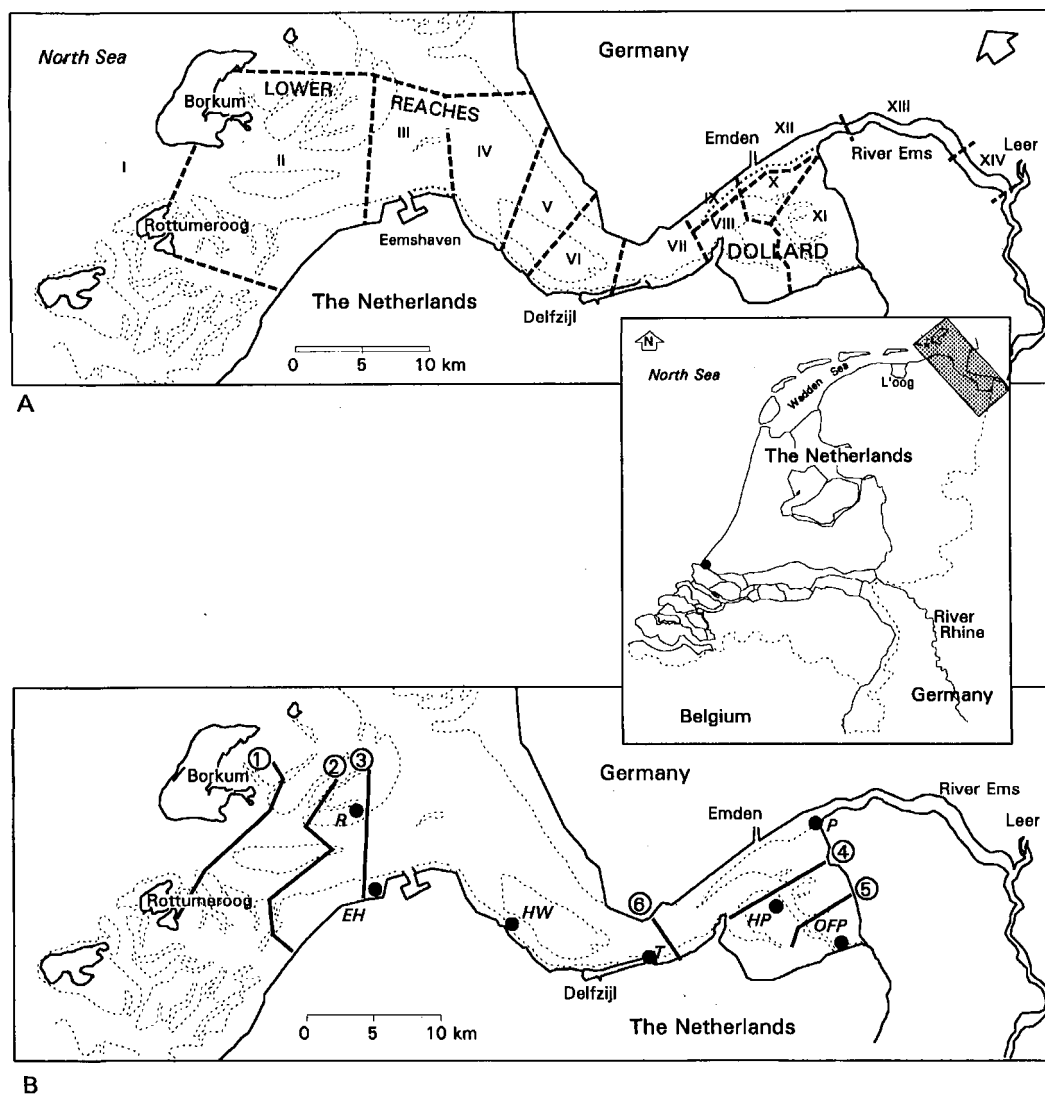 North Sea
Germany
LOWER
REACHES
Borkum
I
II
III
IV
V
VI
VII
VIII
IX
X
XI
XII
XIII
XIV
Emden
River Ems
Leer
Rottumeroog
Eemshaven
DOLLARD
The Netherlands
Delfzijl
0 5 10 km
A
N
North Sea
Wadden Sea
L'oog
The Netherlands
River
Rhine
Germany
Belgium
Germany
1
2
3
Borkum
R
River Ems
Emden
P
Leer
4
5
Rottumeroog
EH
HW
6
HP
OFP
T
Delfzijl
0 5 10 km
The Netherlands
B